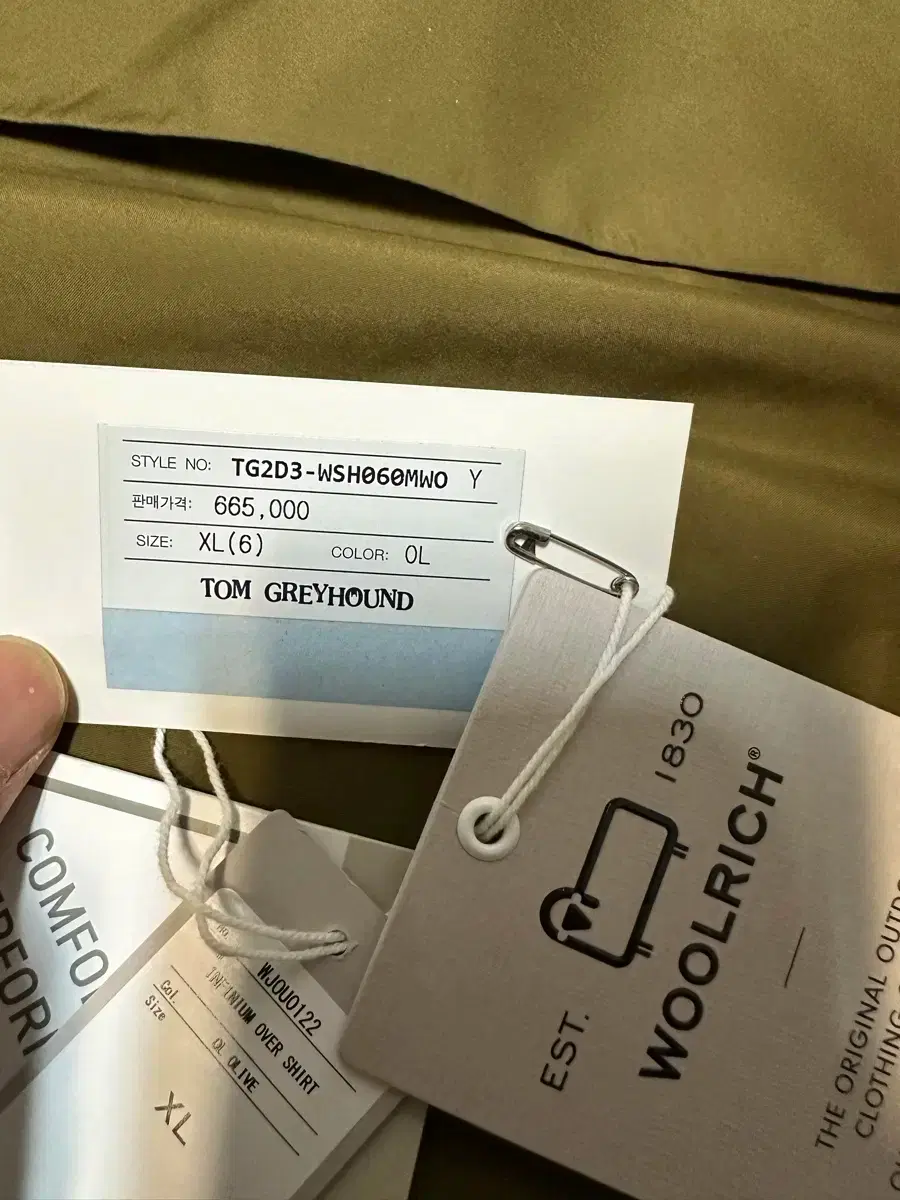 STYLE NO: TG2D3-WSH060MWO Y
판매가격: 665,000
SIZE: XL(6) COLOR: OL
TOM GREYHOUND
EST. 1830
WOOLRICH®
THE ORIGINAL
CLOTHING
COMFO
WJOU0122
INFINIUM OVER SHIRT
Col. OL OLIVE
Size
XL